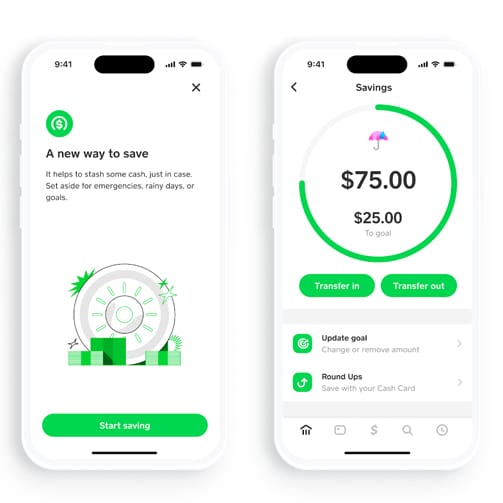 9:41
A new way to save
It helps to stash some cash, just in case.
Set aside for emergencies, rainy days, or
goals.
Start saving
9:41
Savings
$75.00
$25.00
To goal
Transfer in
Transfer out
Update goal
Change or remove amount
Round Ups
Save with your Cash Card